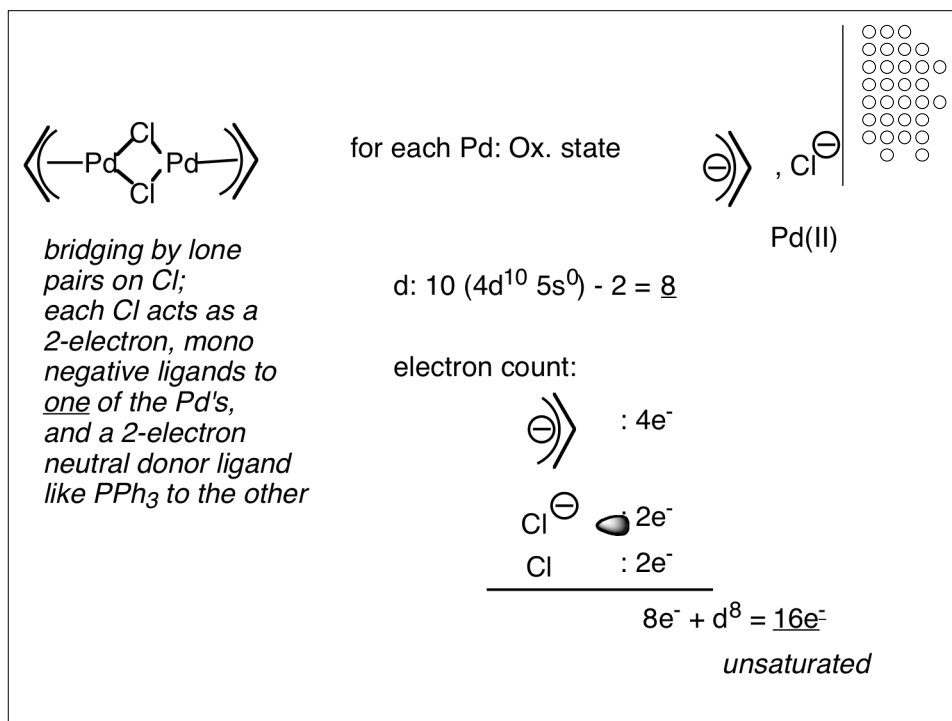 Cl
Pd Pd
Cl
for each Pd: Ox. state
⊖ , Cl⊖
Pd(II)
bridging by lone
pairs on Cl;
each Cl acts as a
2-electron, mono
negative ligands to
one of the Pd's,
and a 2-electron
neutral donor ligand
like PPh₃ to the other
d: 10 (4d¹⁰ 5s⁰) - 2 = 8
electron count:
⊖ : 4e⁻
Cl⊖ : 2e⁻
Cl : 2e⁻
8e⁻ + d⁸ = 16e⁻
unsaturated